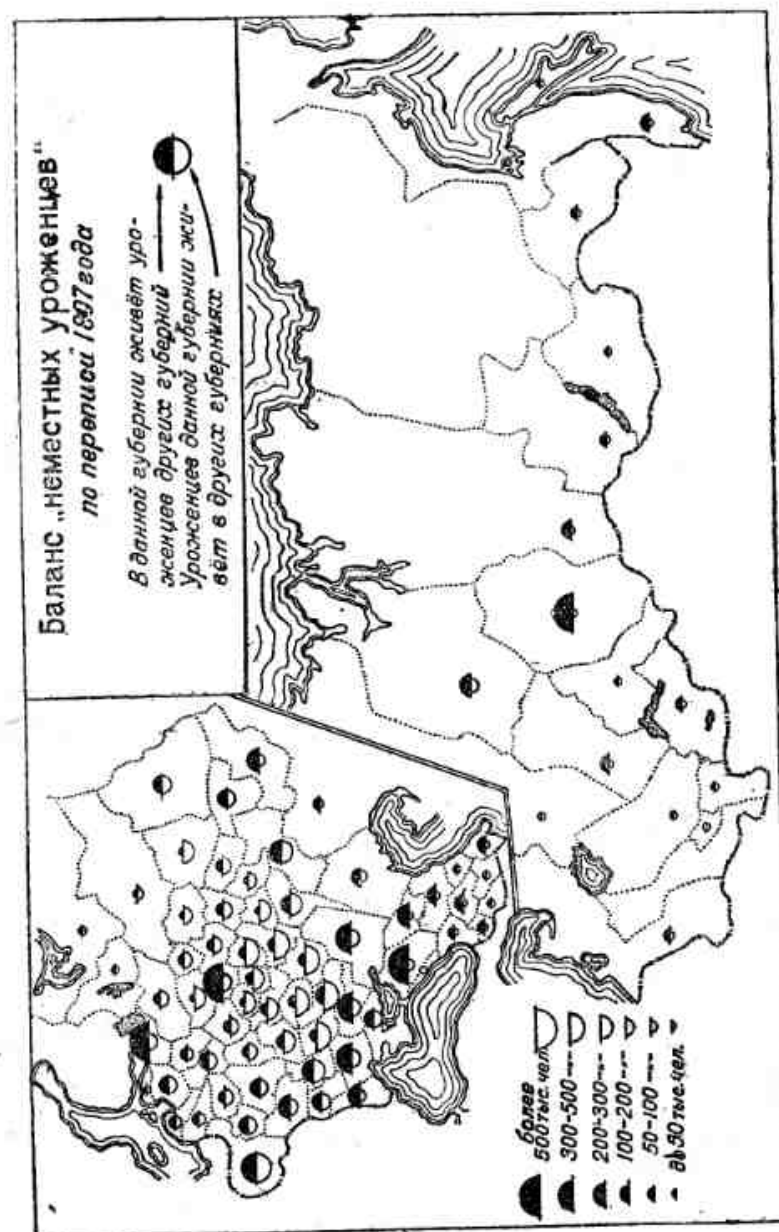 Баланс „неместных уроженцев“
по переписи 1897 года
В данной губернии живёт уро-
женцев других губерний
Уроженцев данной губернии жи-
вёт в других губерниях
более
500 тыс. чел.
300-500 --"--
200-300 --"--
100-200 --"--
50-100 --"--
до 50 тыс. чел.